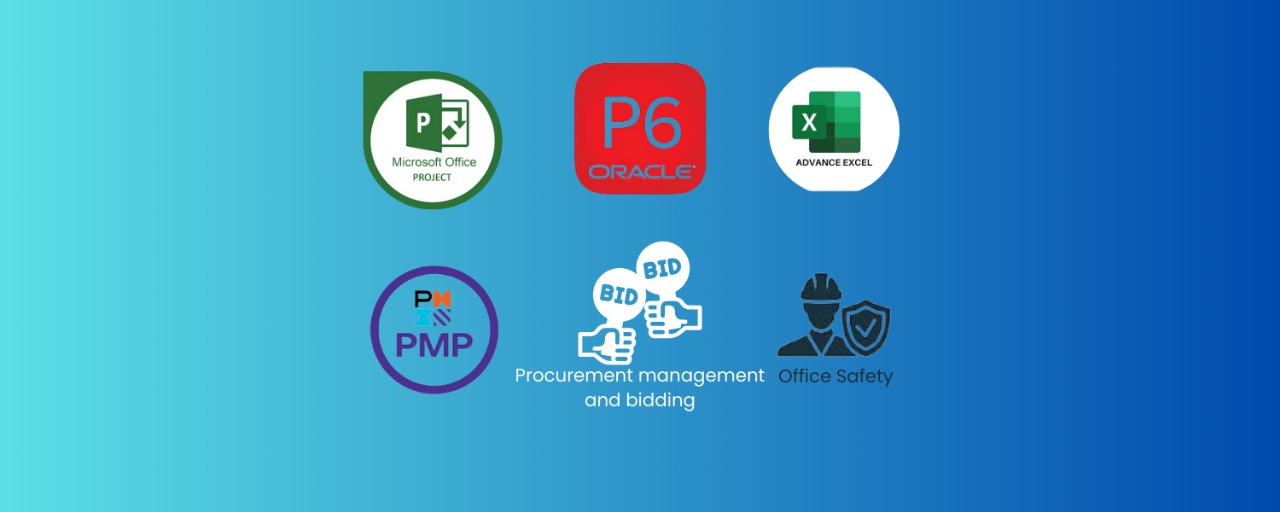 P
Microsoft Office
PROJECT
P6
ORACLE
X
ADVANCE EXCEL
P
PMP
BID
BID
Procurement management
and bidding
Office Safety